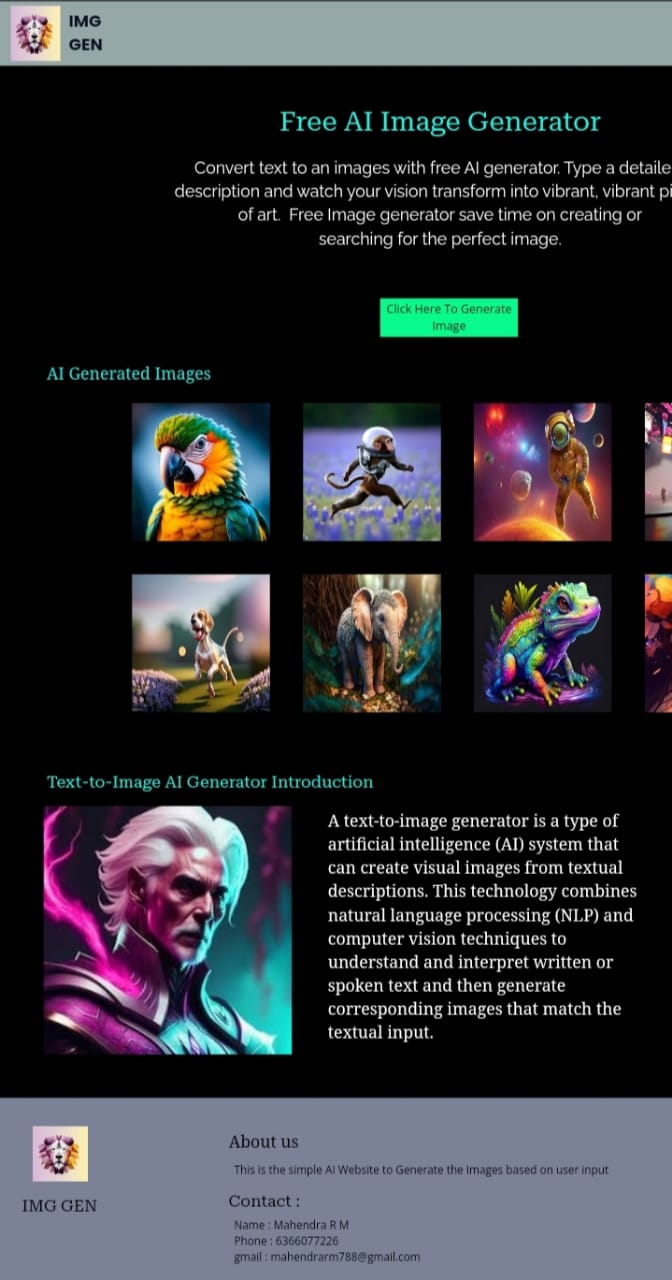 IMG
GEN
Free AI Image Generator
Convert text to an images with free AI generator. Type a detaile
description and watch your vision transform into vibrant, vibrant pi
of art. Free Image generator save time on creating or
searching for the perfect image.
Click Here To Generate
Image
AI Generated Images
Text-to-Image AI Generator Introduction
A text-to-image generator is a type of
artificial intelligence (AI) system that
can create visual images from textual
descriptions. This technology combines
natural language processing (NLP) and
computer vision techniques to
understand and interpret written or
spoken text and then generate
corresponding images that match the
textual input.
IMG GEN
About us
This is the simple AI Website to Generate the Images based on user input
Contact :
Name : Mahendra R M
Phone : 6366077226
gmail : mahendrarm788@gmail.com